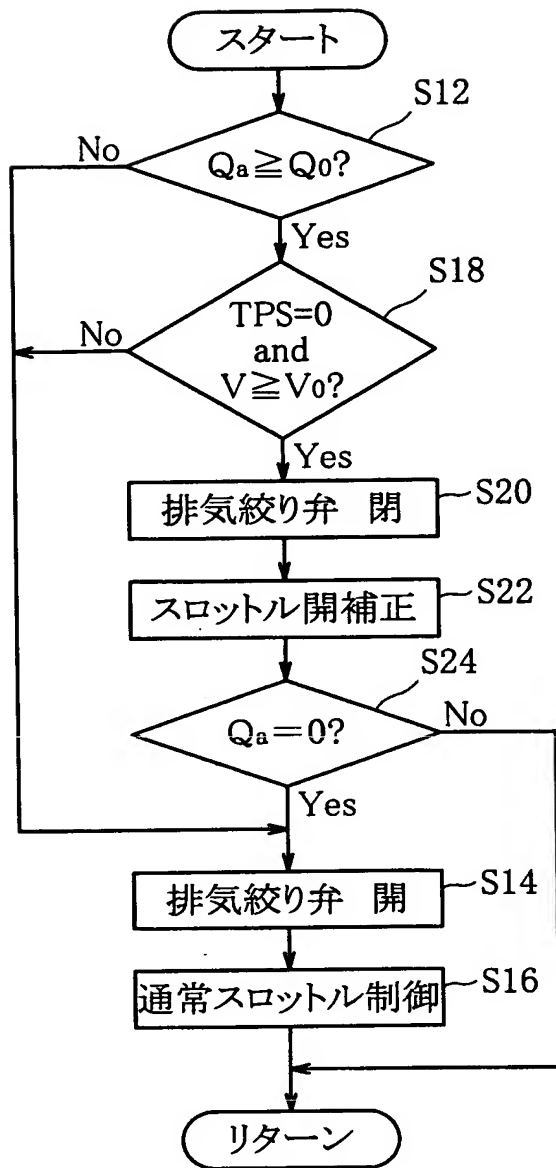 スタート
S12
No
Qa≧Q0?
Yes
S18
No
TPS=0
and
V≧V0?
Yes
排気絞り弁 閉
S20
スロットル開補正
S22
S24
Qa=0?
No
Yes
排気絞り弁 開
S14
通常スロットル制御
S16
リターン